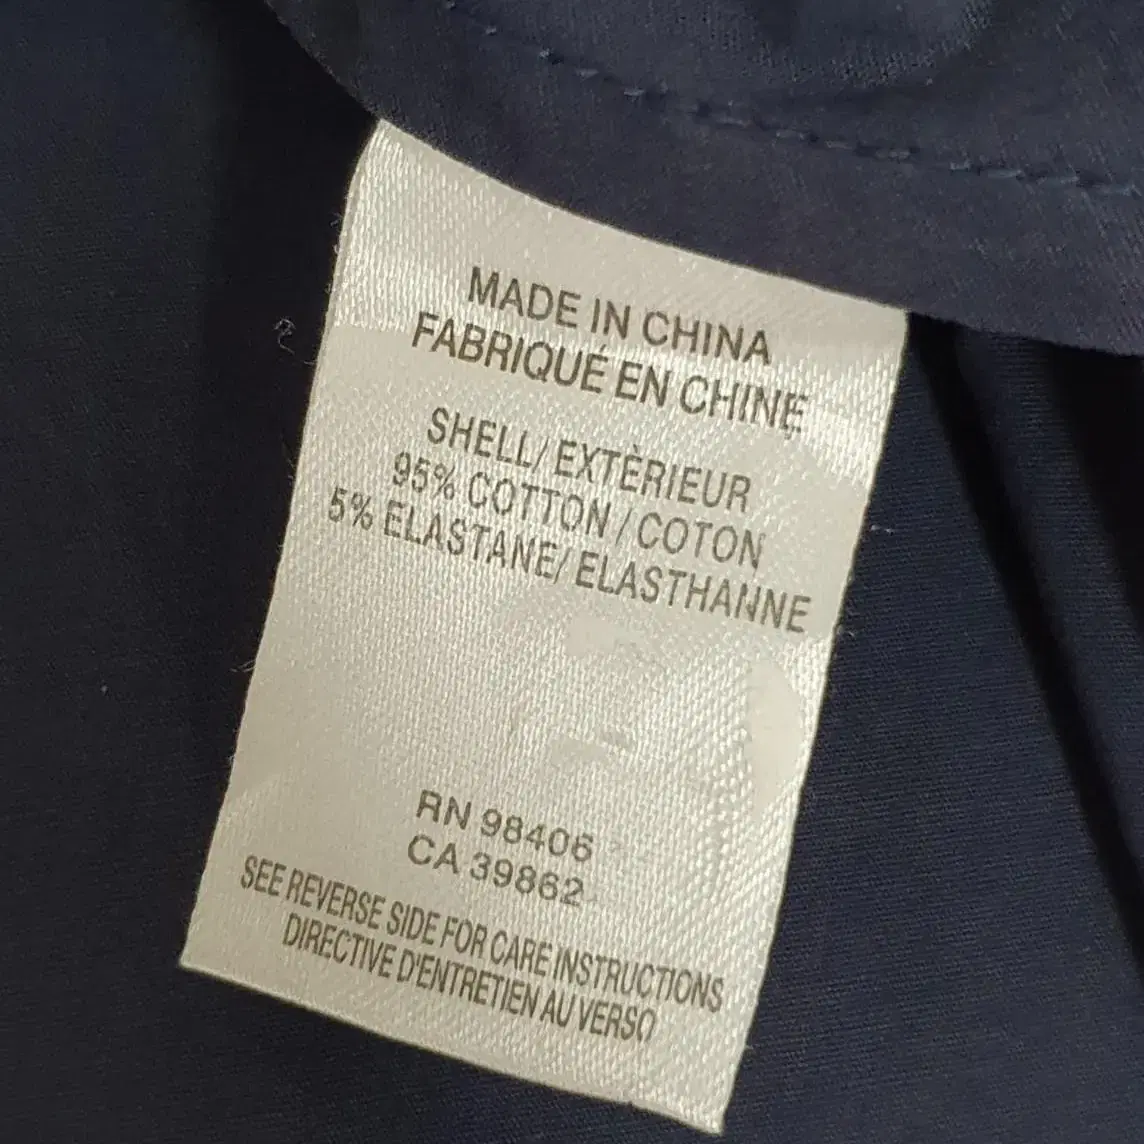 MADE IN CHINA
FABRIQUÉ EN CHINE
SHELL/EXTÈRIEUR
95% COTTON/COTON
5% ELASTANE/ELASTHANNE
RN 98406
CA 39862
SEE REVERSE SIDE FOR CARE INSTRUCTIONS
DIRECTIVE D'ENTRETIEN AU VERSO